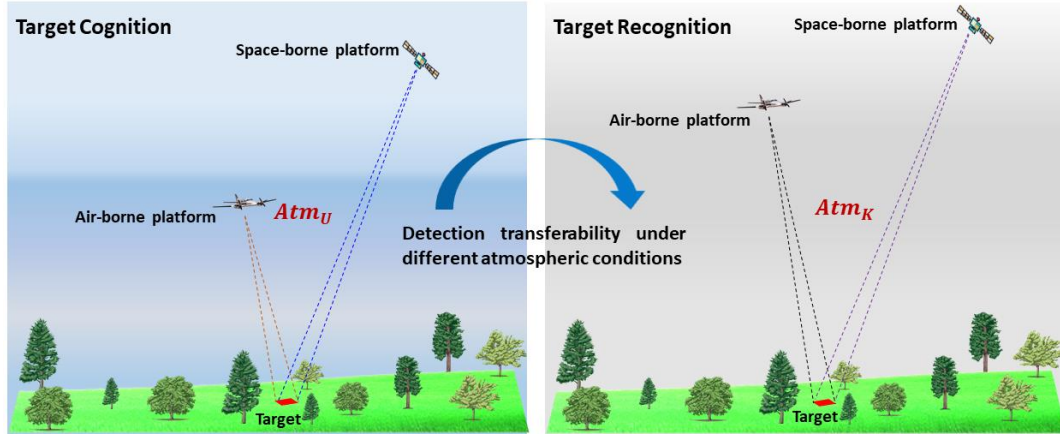 Target Cognition
Space-borne platform
Air-borne platform
Atm_U
Target
Detection transferability under
different atmospheric conditions
Target Recognition
Space-borne platform
Air-borne platform
Atm_K
Target